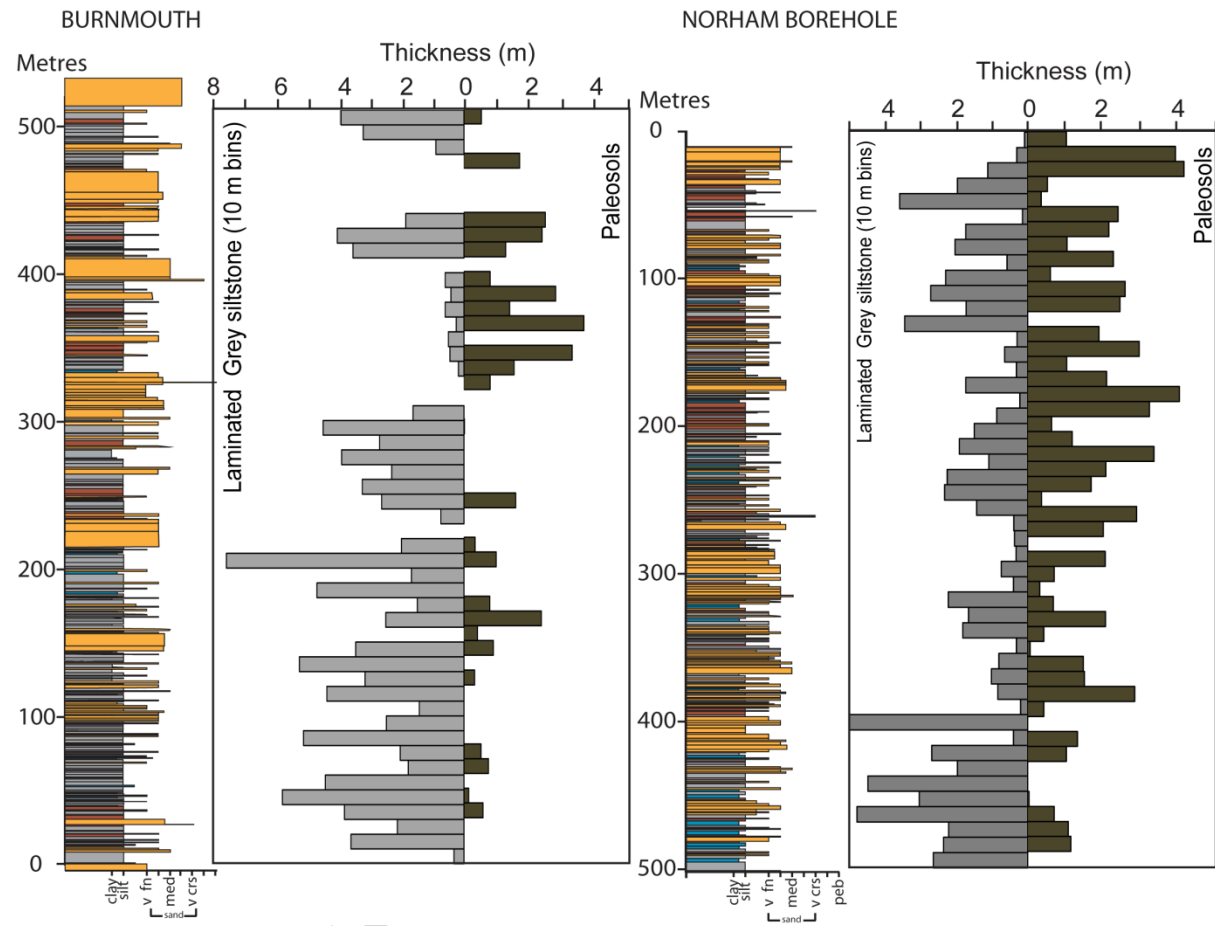 BURNMOUTH
Metres
500
400
300
200
100
0
clay
silt
v fn
med
v crs
sand
Thickness (m)
8 6 4 2 0 2 4
Laminated Grey siltstone (10 m bins)
Paleosols
NORHAM BOREHOLE
Metres
0
100
200
300
400
500
clay
silt
v fn
med
v crs
peb
sand
Thickness (m)
4 2 0 2 4
Laminated Grey siltstone (10 m bins)
Paleosols